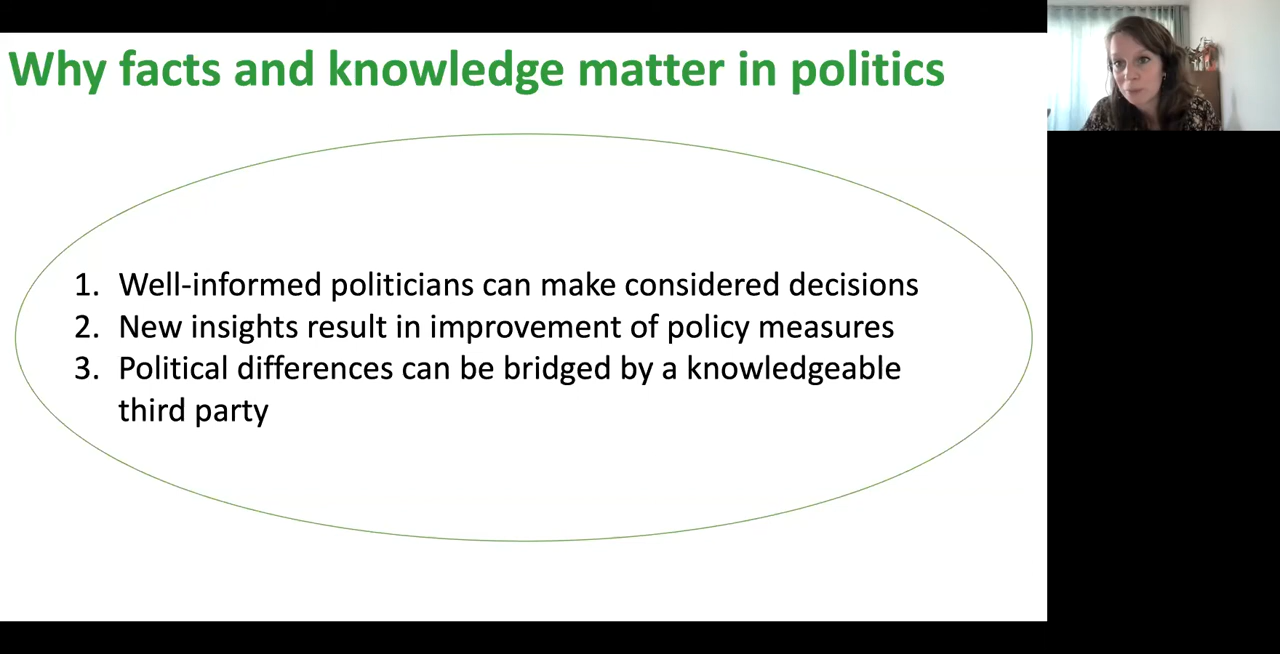 Why facts and knowledge matter in politics
1. Well-informed politicians can make considered decisions
2. New insights result in improvement of policy measures
3. Political differences can be bridged by a knowledgeable
third party